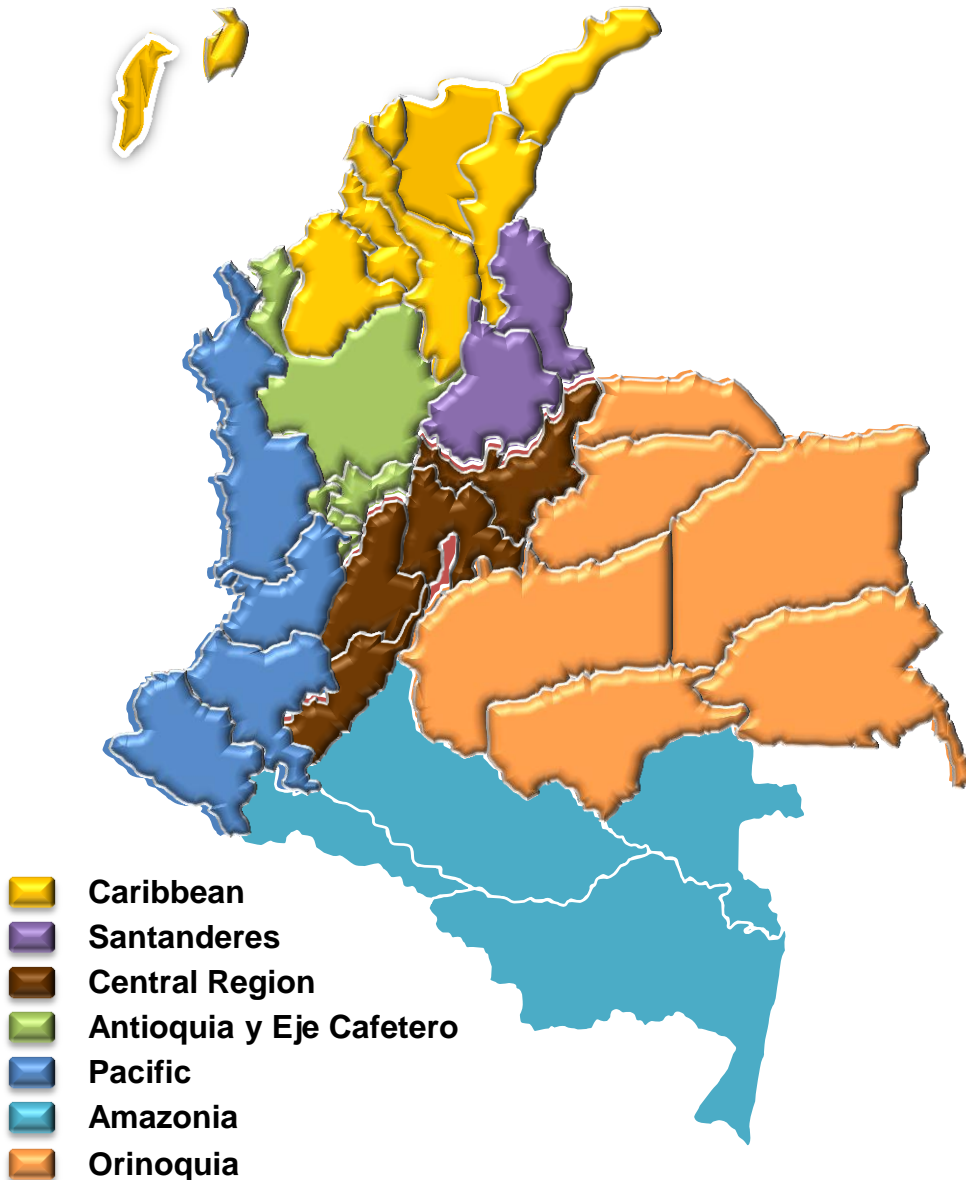 Caribbean
Santanderes
Central Region
Antioquia y Eje Cafetero
Pacific
Amazonia
Orinoquia